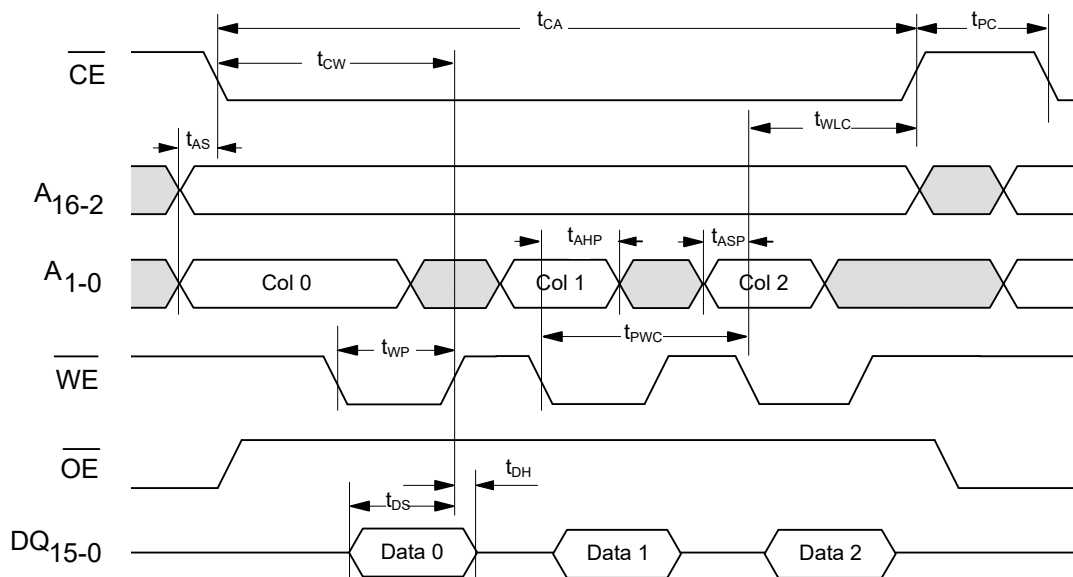 tCA
tPC
CE
tCW
tWLC
tAS
A16-2
tAHP
tASP
A1-0
Col 0
Col 1
Col 2
tPWC
tWP
WE
OE
tDH
tDS
DQ15-0
Data 0
Data 1
Data 2